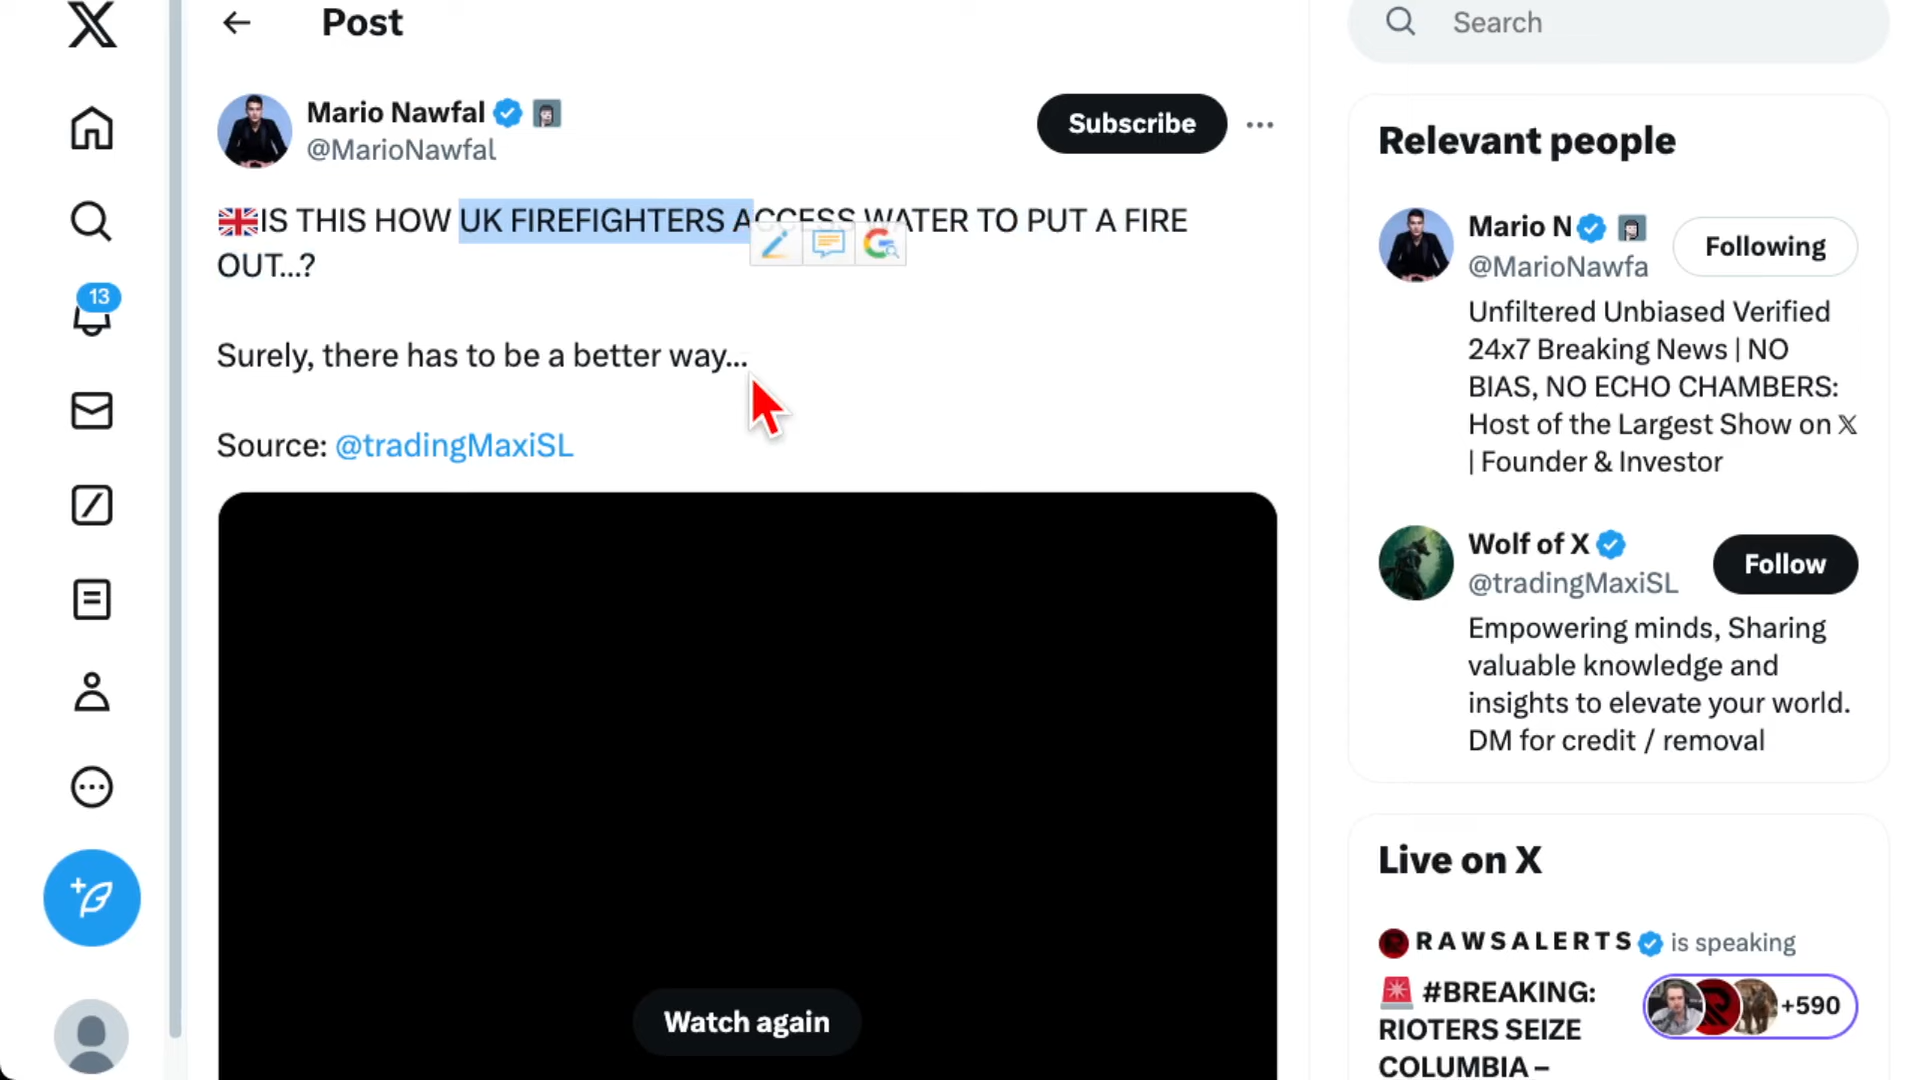 Post
Search
Mario Nawfal
@MarioNawfal
Subscribe
🇬🇧IS THIS HOW UK FIREFIGHTERS ACCESS WATER TO PUT A FIRE
OUT...?
Surely, there has to be a better way...
Source: @tradingMaxiSL
Watch again
13
Relevant people
Mario N
@MarioNawfa
Following
Unfiltered Unbiased Verified
24x7 Breaking News | NO
BIAS, NO ECHO CHAMBERS:
Host of the Largest Show on 𝕏
| Founder & Investor
Wolf of X
@tradingMaxiSL
Follow
Empowering minds, Sharing
valuable knowledge and
insights to elevate your world.
DM for credit / removal
Live on X
RAWSALERTS is speaking
🚨 #BREAKING:
RIOTERS SEIZE
COLUMBIA –
+590